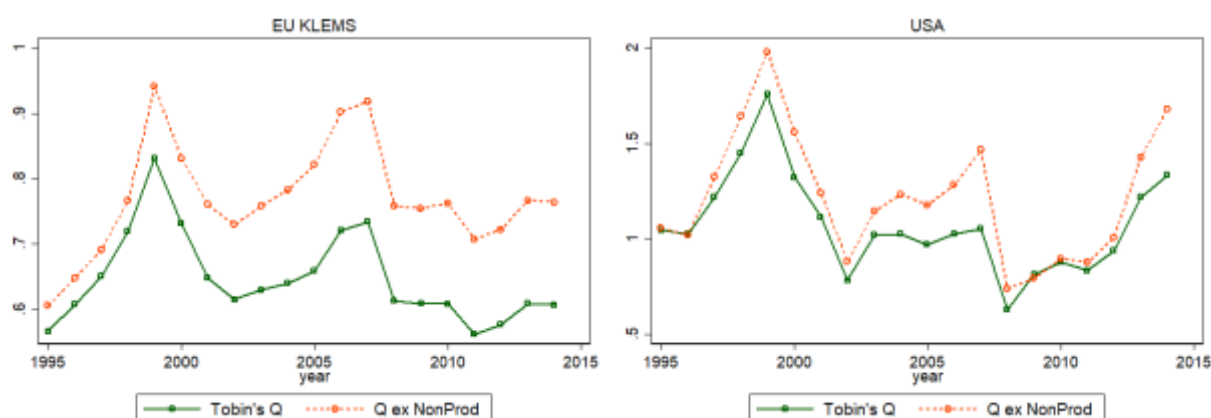 EU KLEMS
1
.9
.8
.7
.6
1995 2000 2005 2010 2015
year
Tobin's Q Q ex NonProd
USA
2
1.5
1
.5
1995 2000 2005 2010 2015
year
Tobin's Q Q ex NonProd